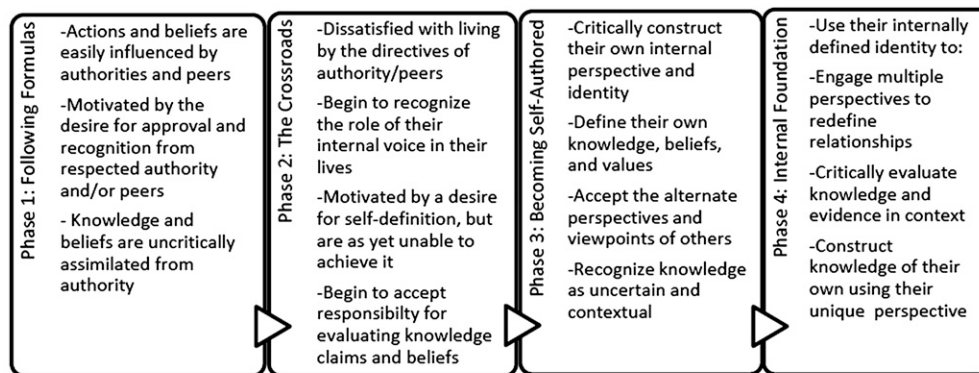 Phase 1: Following Formulas
-Actions and beliefs are
easily influenced by
authorities and peers
-Motivated by the
desire for approval and
recognition from
respected authority
and/or peers
- Knowledge and
beliefs are uncritically
assimilated from
authority
Phase 2: The Crossroads
-Dissatisfied with living
by the directives of
authority/peers
-Begin to recognize
the role of their
internal voice in their
lives
-Motivated by a desire
for self-definition, but
are as yet unable to
achieve it
-Begin to accept
responsibilty for
evaluating knowledge
claims and beliefs
Phase 3: Becoming Self-Authored
-Critically construct
their own internal
perspective and
identity
-Define their own
knowledge, beliefs,
and values
-Accept the alternate
perspectives and
viewpoints of others
-Recognize knowledge
as uncertain and
contextual
Phase 4: Internal Foundation
-Use their internally
defined identity to:
-Engage multiple
perspectives to
redefine
relationships
-Critically evaluate
knowledge and
evidence in context
-Construct
knowledge of their
own using their
unique perspective